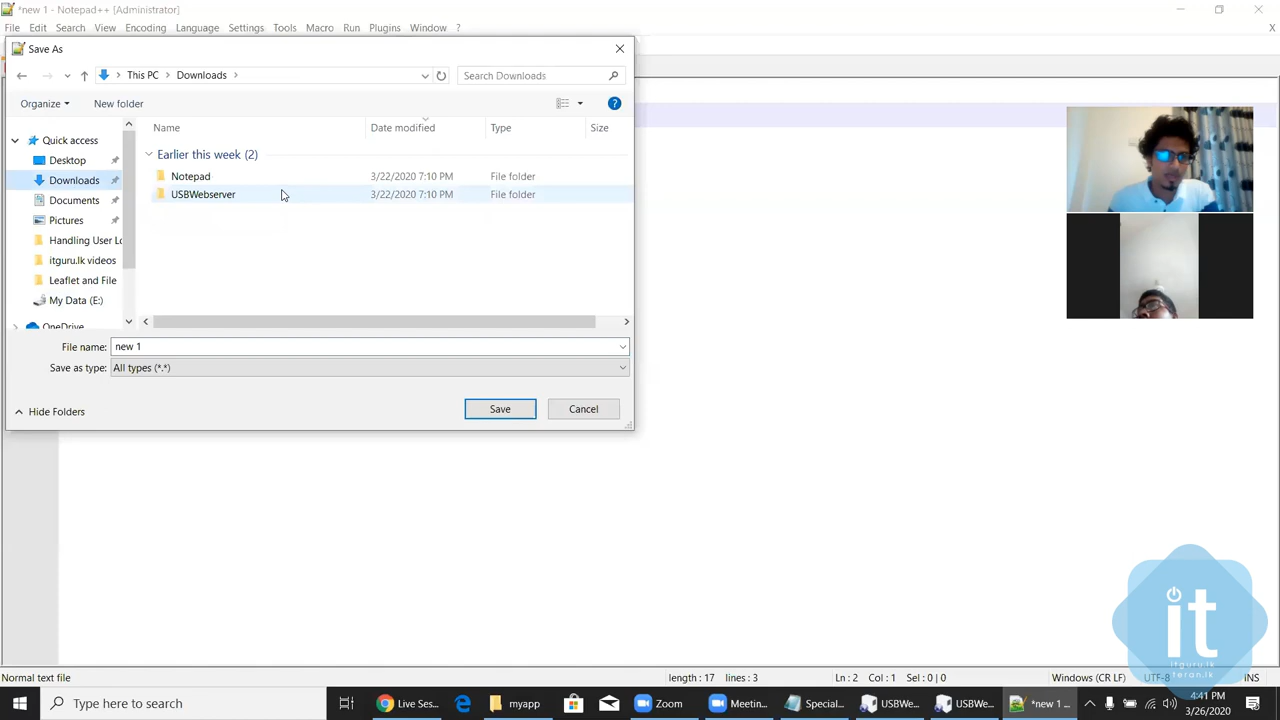 *new 1 - Notepad++ [Administrator]
File Edit Search View Encoding Language Settings Tools Macro Run Plugins Window ? X
Save As
This PC > Downloads >
Search Downloads
Organize New folder
Name Date modified Type Size
Quick access
Desktop
Downloads
Documents
Pictures
Handling User Lo
itguru.lk videos
Leaflet and File
My Data (E:)
OneDrive
Earlier this week (2)
Notepad 3/22/2020 7:10 PM File folder
USBWebserver 3/22/2020 7:10 PM File folder
File name: new 1
Save as type: All types (*.*)
Hide Folders
Save Cancel
it
itguru.lk
teran.lk
Normal text file length : 17 lines : 3 Ln : 2 Col : 1 Sel : 0 | 0 Windows (CR LF) UTF-8 INS
Type here to search
Live Ses... myapp Zoom Meetin... Special... USBWe... USBWe... *new 1 ...
4:41 PM
3/26/2020